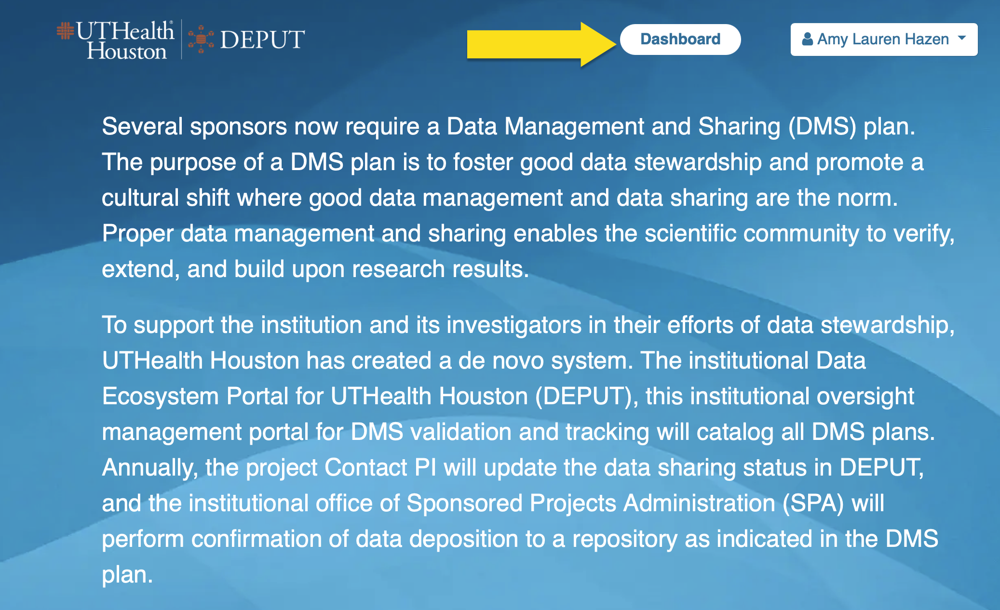 UTHealth® Houston
DEPUT
Dashboard
Amy Lauren Hazen
Several sponsors now require a Data Management and Sharing (DMS) plan.
The purpose of a DMS plan is to foster good data stewardship and promote a
cultural shift where good data management and data sharing are the norm.
Proper data management and sharing enables the scientific community to verify,
extend, and build upon research results.
To support the institution and its investigators in their efforts of data stewardship,
UTHealth Houston has created a de novo system. The institutional Data
Ecosystem Portal for UTHealth Houston (DEPUT), this institutional oversight
management portal for DMS validation and tracking will catalog all DMS plans.
Annually, the project Contact PI will update the data sharing status in DEPUT,
and the institutional office of Sponsored Projects Administration (SPA) will
perform confirmation of data deposition to a repository as indicated in the DMS
plan.